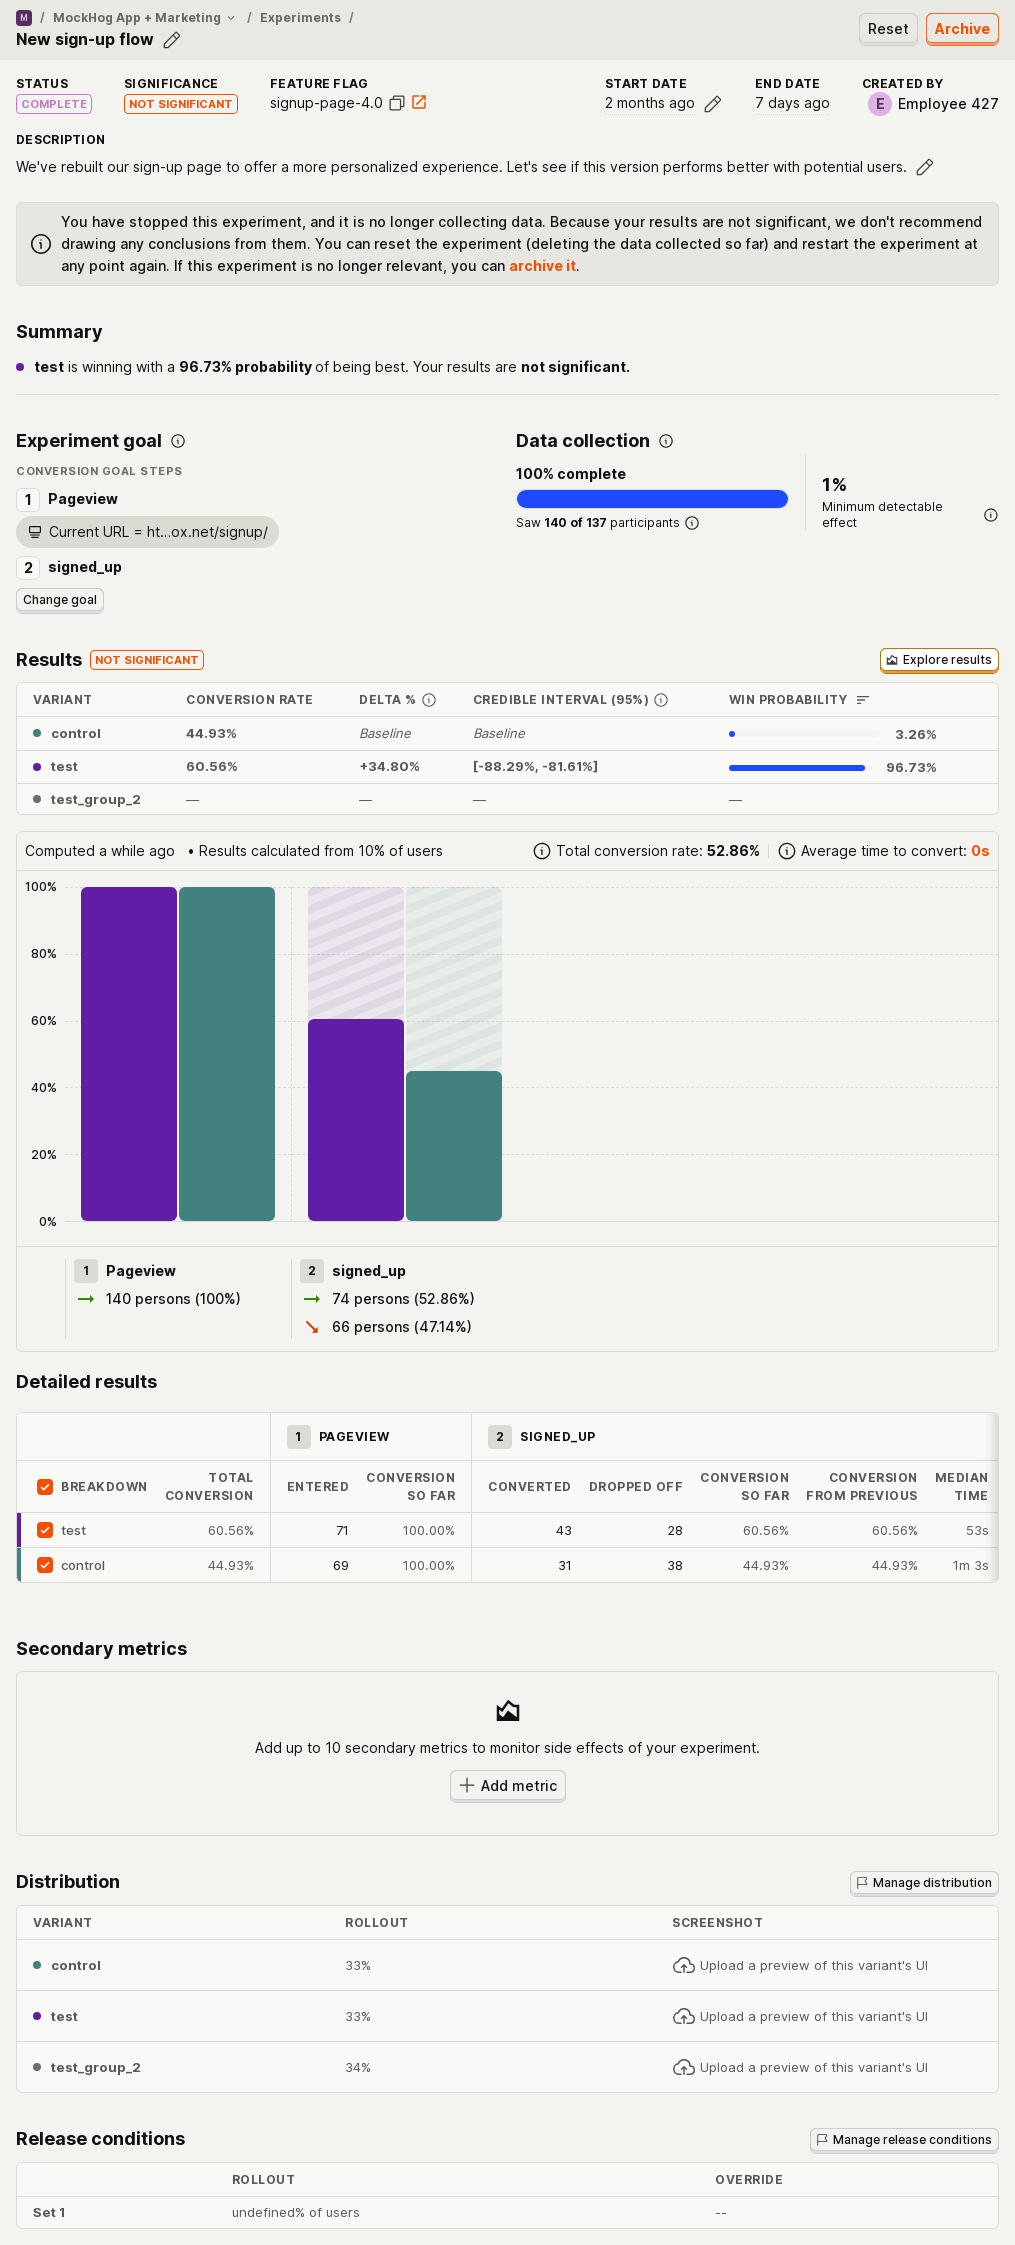 M / MockHog App + Marketing / Experiments /
New sign-up flow
Reset Archive
STATUS SIGNIFICANCE FEATURE FLAG START DATE END DATE CREATED BY
COMPLETE NOT SIGNIFICANT signup-page-4.0 2 months ago 7 days ago E Employee 427
DESCRIPTION
We've rebuilt our sign-up page to offer a more personalized experience. Let's see if this version performs better with potential users.
You have stopped this experiment, and it is no longer collecting data. Because your results are not significant, we don't recommend
drawing any conclusions from them. You can reset the experiment (deleting the data collected so far) and restart the experiment at
any point again. If this experiment is no longer relevant, you can archive it.
Summary
test is winning with a 96.73% probability of being best. Your results are not significant.
Experiment goal
CONVERSION GOAL STEPS
1 Pageview
Current URL = ht...ox.net/signup/
2 signed_up
Change goal
Data collection
100% complete
Saw 140 of 137 participants
1%
Minimum detectable
effect
Results NOT SIGNIFICANT Explore results
VARIANT CONVERSION RATE DELTA % CREDIBLE INTERVAL (95%) WIN PROBABILITY
control 44.93% Baseline Baseline 3.26%
test 60.56% +34.80% [-88.29%, -81.61%] 96.73%
test_group_2 — — — —
Computed a while ago • Results calculated from 10% of users Total conversion rate: 52.86% Average time to convert: 0s
100%
80%
60%
40%
20%
0%
1 Pageview
140 persons (100%)
2 signed_up
74 persons (52.86%)
66 persons (47.14%)
Detailed results
1 PAGEVIEW 2 SIGNED_UP
BREAKDOWN TOTAL CONVERSION ENTERED CONVERSION SO FAR CONVERTED DROPPED OFF CONVERSION SO FAR CONVERSION FROM PREVIOUS MEDIAN TIME
test 60.56% 71 100.00% 43 28 60.56% 60.56% 53s
control 44.93% 69 100.00% 31 38 44.93% 44.93% 1m 3s
Secondary metrics
Add up to 10 secondary metrics to monitor side effects of your experiment.
Add metric
Distribution Manage distribution
VARIANT ROLLOUT SCREENSHOT
control 33% Upload a preview of this variant's UI
test 33% Upload a preview of this variant's UI
test_group_2 34% Upload a preview of this variant's UI
Release conditions Manage release conditions
ROLLOUT OVERRIDE
Set 1 undefined% of users --